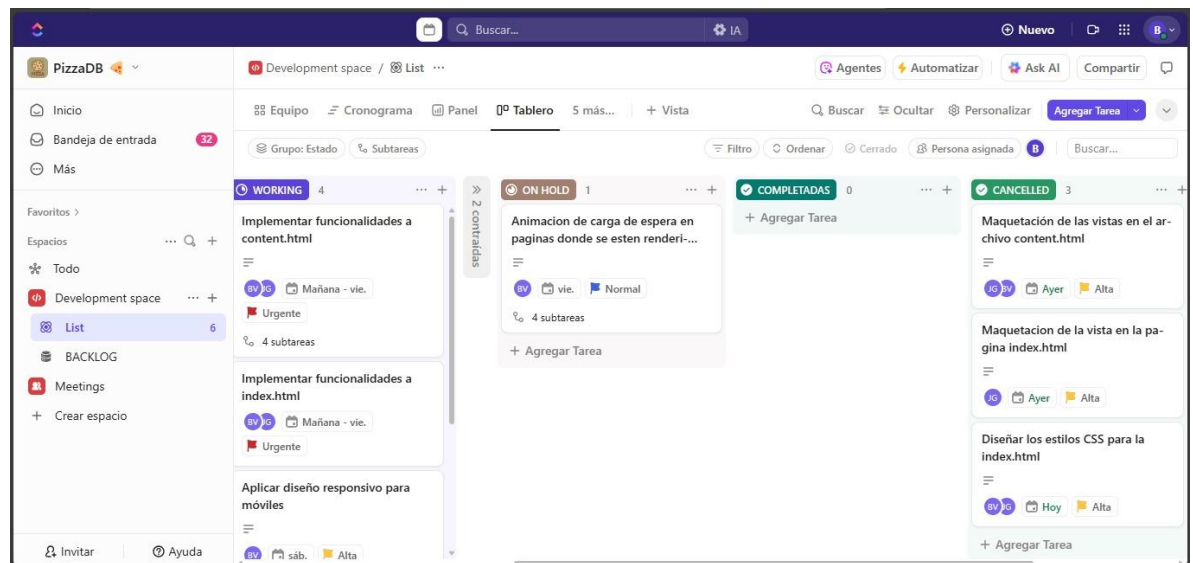 Buscar...
IA
Nuevo
B
PizzaDB
Development space / List ...
Agentes
Automatizar
Ask AI
Compartir
Inicio
Bandeja de entrada 32
Más
Favoritos >
Espacios
Todo
Development space
List 6
BACKLOG
Meetings
+ Crear espacio
Invitar
Ayuda
Equipo
Cronograma
Panel
Tablero
5 más...
+ Vista
Buscar
Ocultar
Personalizar
Agregar Tarea
Grupo: Estado
Subtareas
Filtro
Ordenar
Cerrado
Persona asignada
B
Buscar...
WORKING 4
Implementar funcionalidades a
content.html
BV JG Mañana - vie.
Urgente
4 subtareas
Implementar funcionalidades a
index.html
BV JG Mañana - vie.
Urgente
Aplicar diseño responsivo para
móviles
BV sáb. Alta
2 contraídas
ON HOLD 1
Animacion de carga de espera en
paginas donde se esten renderi-...
BV vie. Normal
4 subtareas
+ Agregar Tarea
COMPLETADAS 0
+ Agregar Tarea
CANCELLED 3
Maquetación de las vistas en el ar-
chivo content.html
JG BV Ayer Alta
Maquetacion de la vista en la pa-
gina index.html
JG Ayer Alta
Diseñar los estilos CSS para la
index.html
BV JG Hoy Alta
+ Agregar Tarea